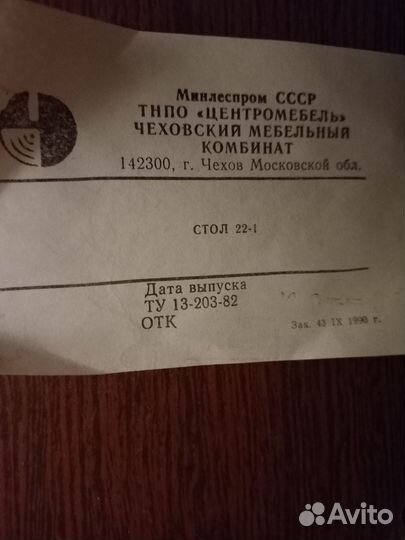 Минлеспром СССР
ТНПО «ЦЕНТРОМЕБЕЛЬ»
ЧЕХОВСКИЙ МЕБЕЛЬНЫЙ
КОМБИНАТ
142300, г. Чехов Московской обл.
СТОЛ 22-1
Дата выпуска
ТУ 13-203-82
ОТК
Зак. 43 IX 1990 г.
Avito